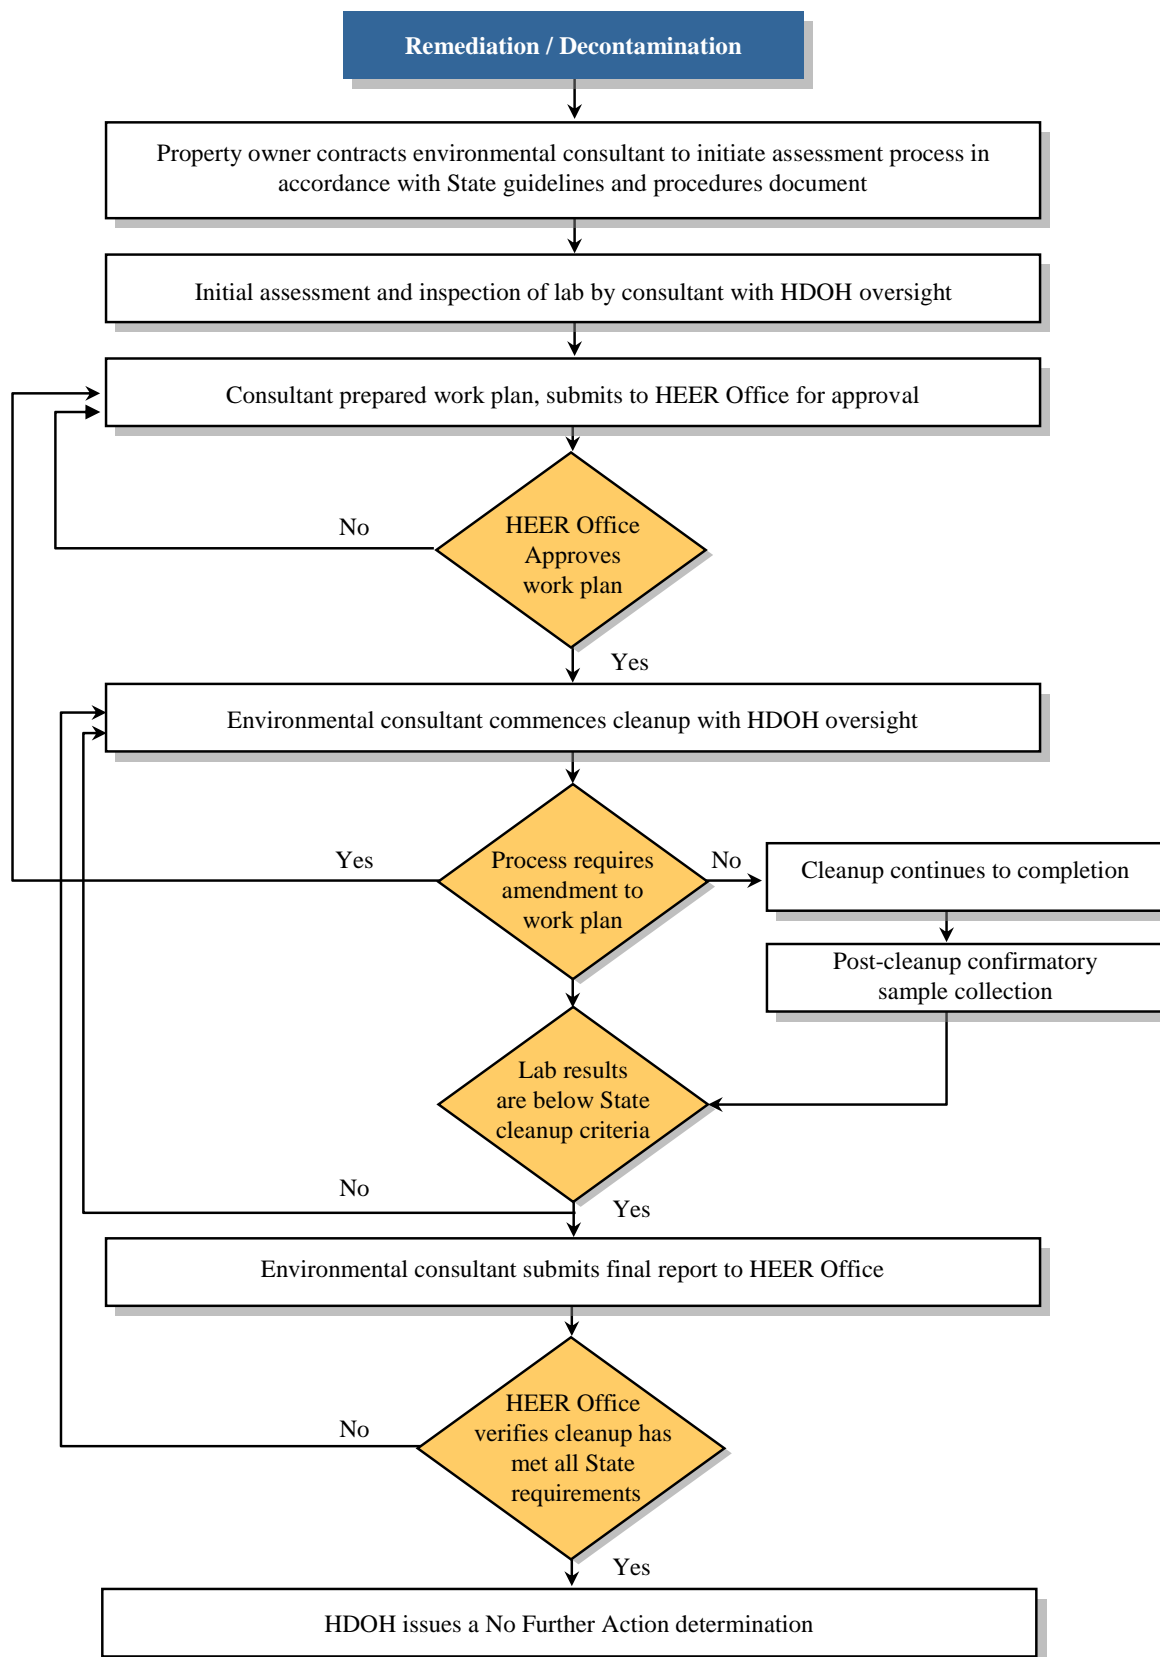 Remediation / Decontamination
Property owner contracts environmental consultant to initiate assessment process in
accordance with State guidelines and procedures document
Initial assessment and inspection of lab by consultant with HDOH oversight
Consultant prepared work plan, submits to HEER Office for approval
No
HEER Office
Approves
work plan
Yes
Environmental consultant commences cleanup with HDOH oversight
Yes
Process requires
amendment to
work plan
No
Cleanup continues to completion
Post-cleanup confirmatory
sample collection
Lab results
are below State
cleanup criteria
No
Yes
Environmental consultant submits final report to HEER Office
No
HEER Office
verifies cleanup has
met all State
requirements
Yes
HDOH issues a No Further Action determination